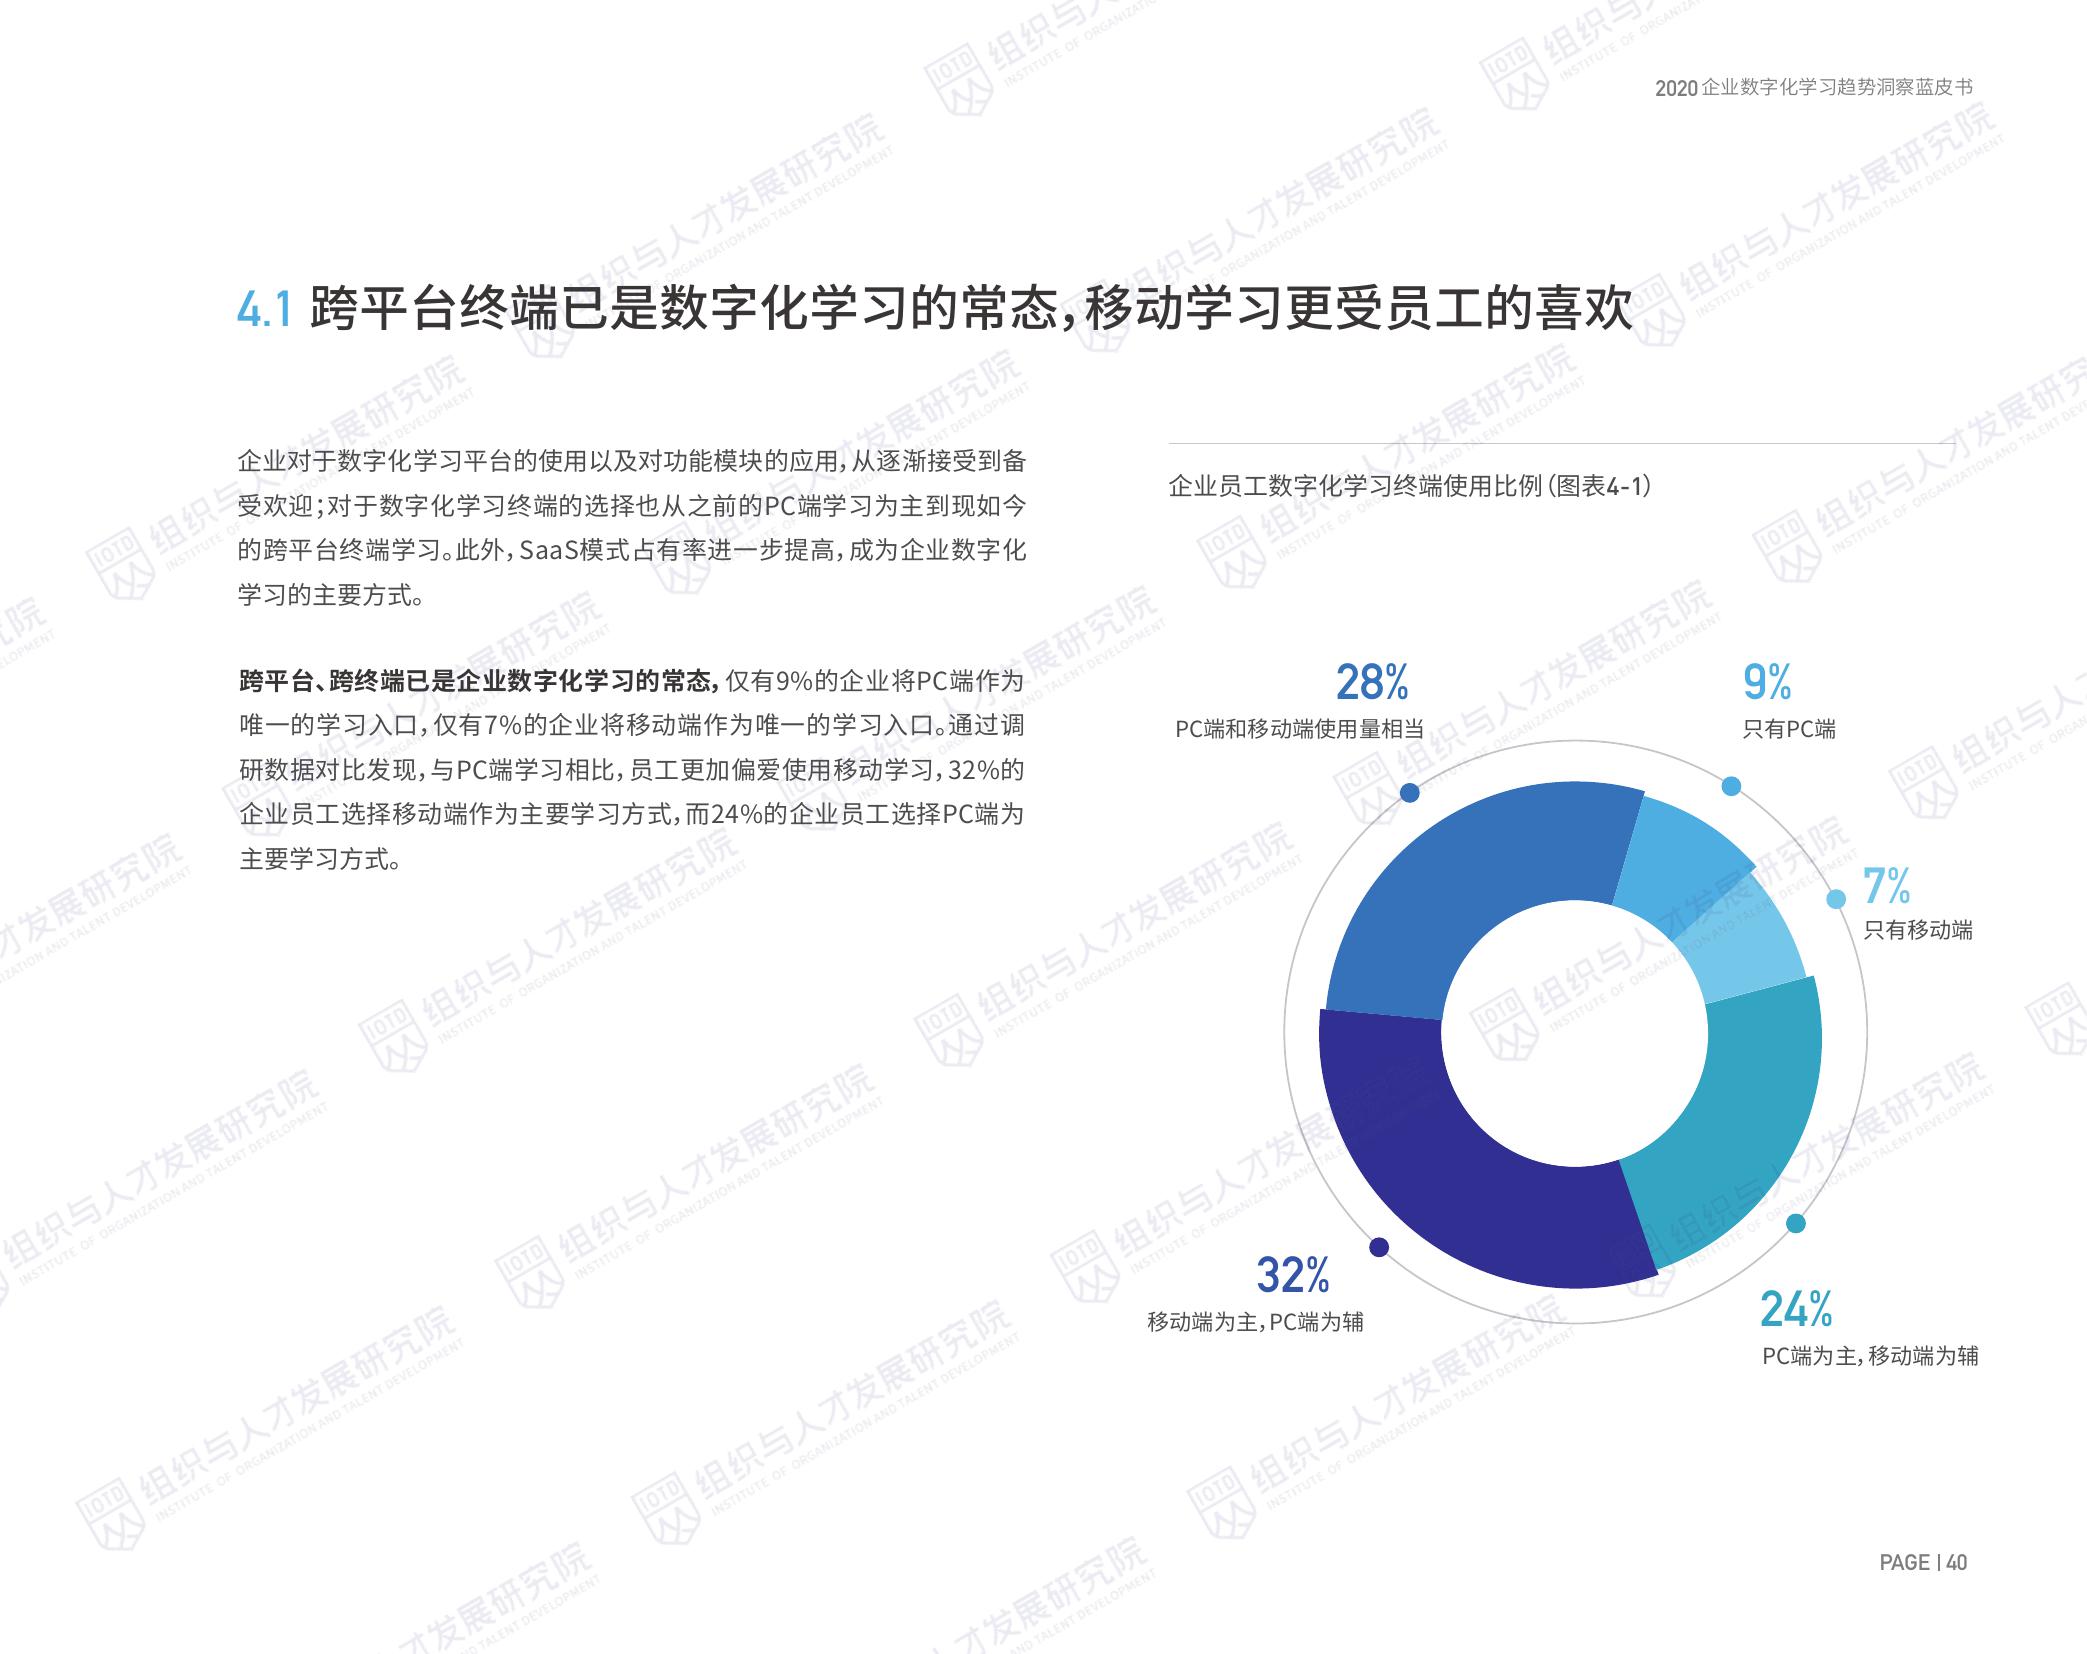 2020企业数字化学习趋势洞察蓝皮书
4.1 跨平台终端已是数字化学习的常态，移动学习更受员工的喜欢
企业对于数字化学习平台的使用以及对功能模块的应用，从逐渐接受到备
受欢迎；对于数字化学习终端的选择也从之前的PC端学习为主到现如今
的跨平台终端学习。此外，SaaS模式占有率进一步提高，成为企业数字化
学习的主要方式。
跨平台、跨终端已是企业数字化学习的常态，仅有9%的企业将PC端作为
唯一的学习入口，仅有7%的企业将移动端作为唯一的学习入口。通过调
研数据对比发现，与PC端学习相比，员工更加偏爱使用移动学习，32%的
企业员工选择移动端作为主要学习方式，而24%的企业员工选择PC端为
主要学习方式。
企业员工数字化学习终端使用比例（图表4-1）
28%
PC端和移动端使用量相当
9%
只有PC端
7%
只有移动端
32%
移动端为主，PC端为辅
24%
PC端为主，移动端为辅
PAGE | 40
IOTD 组织与人才发展研究院
INSTITUTE OF ORGANIZATION AND TALENT DEVELOPMENT